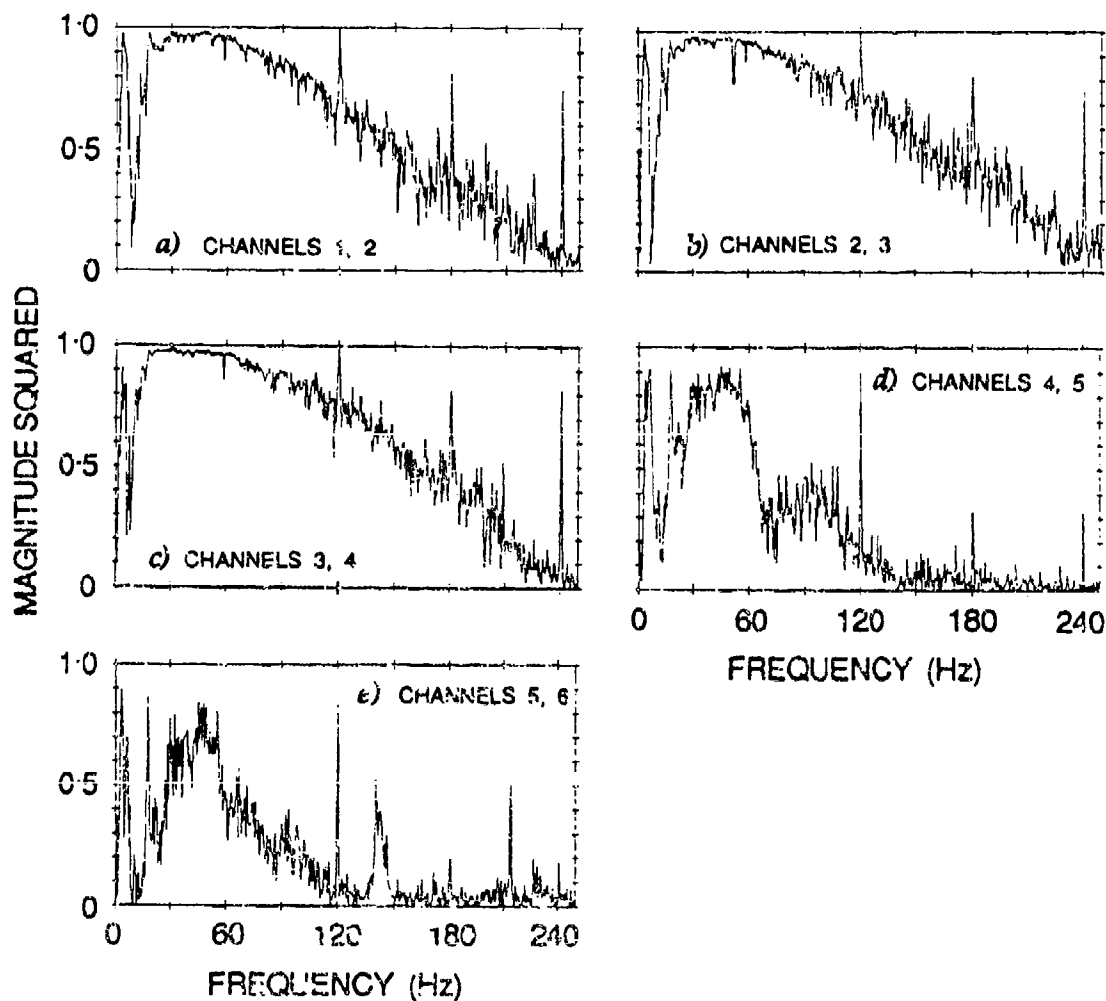 1·0
0·5
0
a) CHANNELS 1, 2
b) CHANNELS 2, 3
MAGNITUDE SQUARED
1·0
0·5
0
c) CHANNELS 3, 4
d) CHANNELS 4, 5
0 60 120 180 240
FREQUENCY (Hz)
1·0
0·5
0
e) CHANNELS 5, 6
0 60 120 180 240
FREQUENCY (Hz)